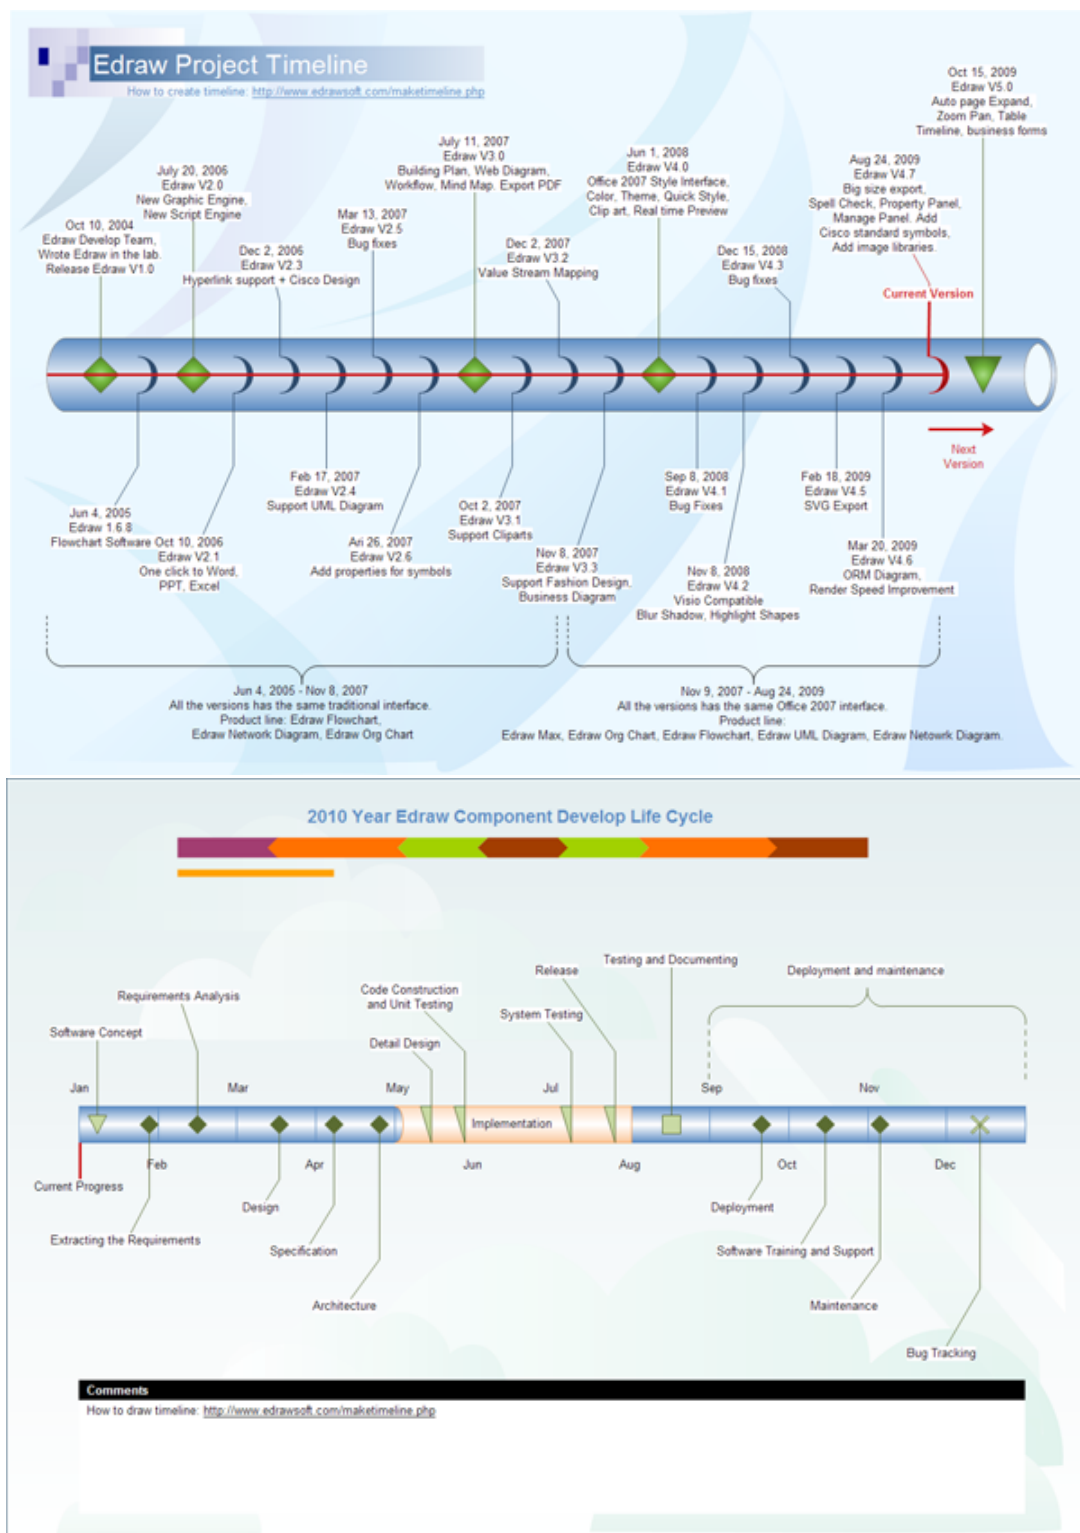 Edraw Project Timeline
How to create timeline: http://www.edrawsoft.com/maketimeline.php
Oct 10, 2004
Edraw Develop Team,
Wrote Edraw in the lab.
Release Edraw V1.0
July 20, 2006
Edraw V2.0
New Graphic Engine,
New Script Engine
Dec 2, 2006
Edraw V2.3
Hyperlink support + Cisco Design
Mar 13, 2007
Edraw V2.5
Bug fixes
July 11, 2007
Edraw V3.0
Building Plan, Web Diagram,
Workflow, Mind Map. Export PDF
Dec 2, 2007
Edraw V3.2
Value Stream Mapping
Jun 1, 2008
Edraw V4.0
Office 2007 Style Interface,
Color, Theme, Quick Style,
Clip art, Real time Preview
Dec 15, 2008
Edraw V4.3
Bug fixes
Aug 24, 2009
Edraw V4.7
Big size export,
Spell Check, Property Panel,
Manage Panel. Add
Cisco standard symbols,
Add image libraries.
Current Version
Oct 15, 2009
Edraw V5.0
Auto page Expand,
Zoom Pan, Table
Timeline, business forms
Next
Version
Jun 4, 2005
Edraw 1.6.8
Flowchart Software
Oct 10, 2006
Edraw V2.1
One click to Word,
PPT, Excel
Feb 17, 2007
Edraw V2.4
Support UML Diagram
Ari 26, 2007
Edraw V2.6
Add properties for symbols
Oct 2, 2007
Edraw V3.1
Support Cliparts
Nov 8, 2007
Edraw V3.3
Support Fashion Design,
Business Diagram
Sep 8, 2008
Edraw V4.1
Bug Fixes
Nov 8, 2008
Edraw V4.2
Visio Compatible
Blur Shadow, Highlight Shapes
Feb 18, 2009
Edraw V4.5
SVG Export
Mar 20, 2009
Edraw V4.6
ORM Diagram,
Render Speed Improvement
Jun 4, 2005 - Nov 8, 2007
All the versions has the same traditional interface.
Product line: Edraw Flowchart,
Edraw Network Diagram, Edraw Org Chart
Nov 9, 2007 - Aug 24, 2009
All the versions has the same Office 2007 interface.
Product line:
Edraw Max, Edraw Org Chart, Edraw Flowchart, Edraw UML Diagram, Edraw Netowrk Diagram.
2010 Year Edraw Component Develop Life Cycle
Software Concept
Requirements Analysis
Code Construction
and Unit Testing
Detail Design
Release
System Testing
Testing and Documenting
Deployment and maintenance
Jan
Mar
May
Jul
Sep
Nov
Implementation
Feb
Apr
Jun
Aug
Oct
Dec
Current Progress
Extracting the Requirements
Design
Specification
Architecture
Deployment
Software Training and Support
Maintenance
Bug Tracking
Comments
How to draw timeline: http://www.edrawsoft.com/maketimeline.php